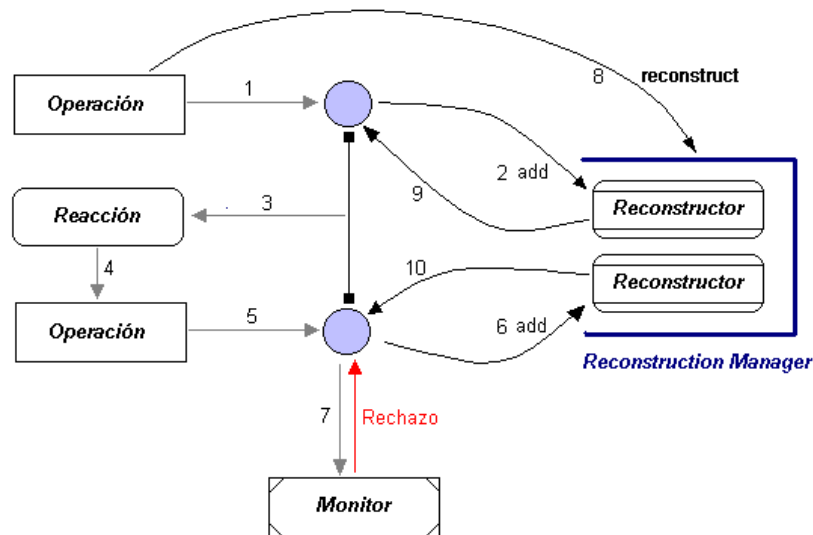 8 reconstruct
Operación
1
2 add
9
Reconstructor
Reacción
3
4
10
Reconstructor
Operación
5
6 add
Reconstruction Manager
7
Rechazo
Monitor